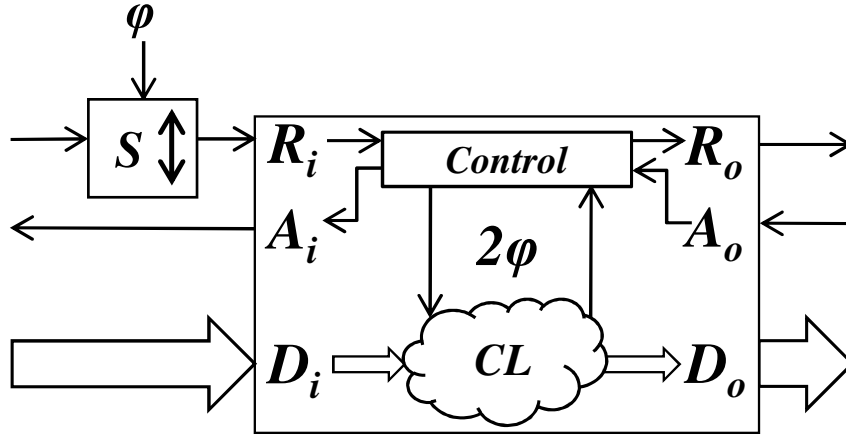 φ
S
R_i Control R_o
A_i 2φ A_o
D_i CL D_o